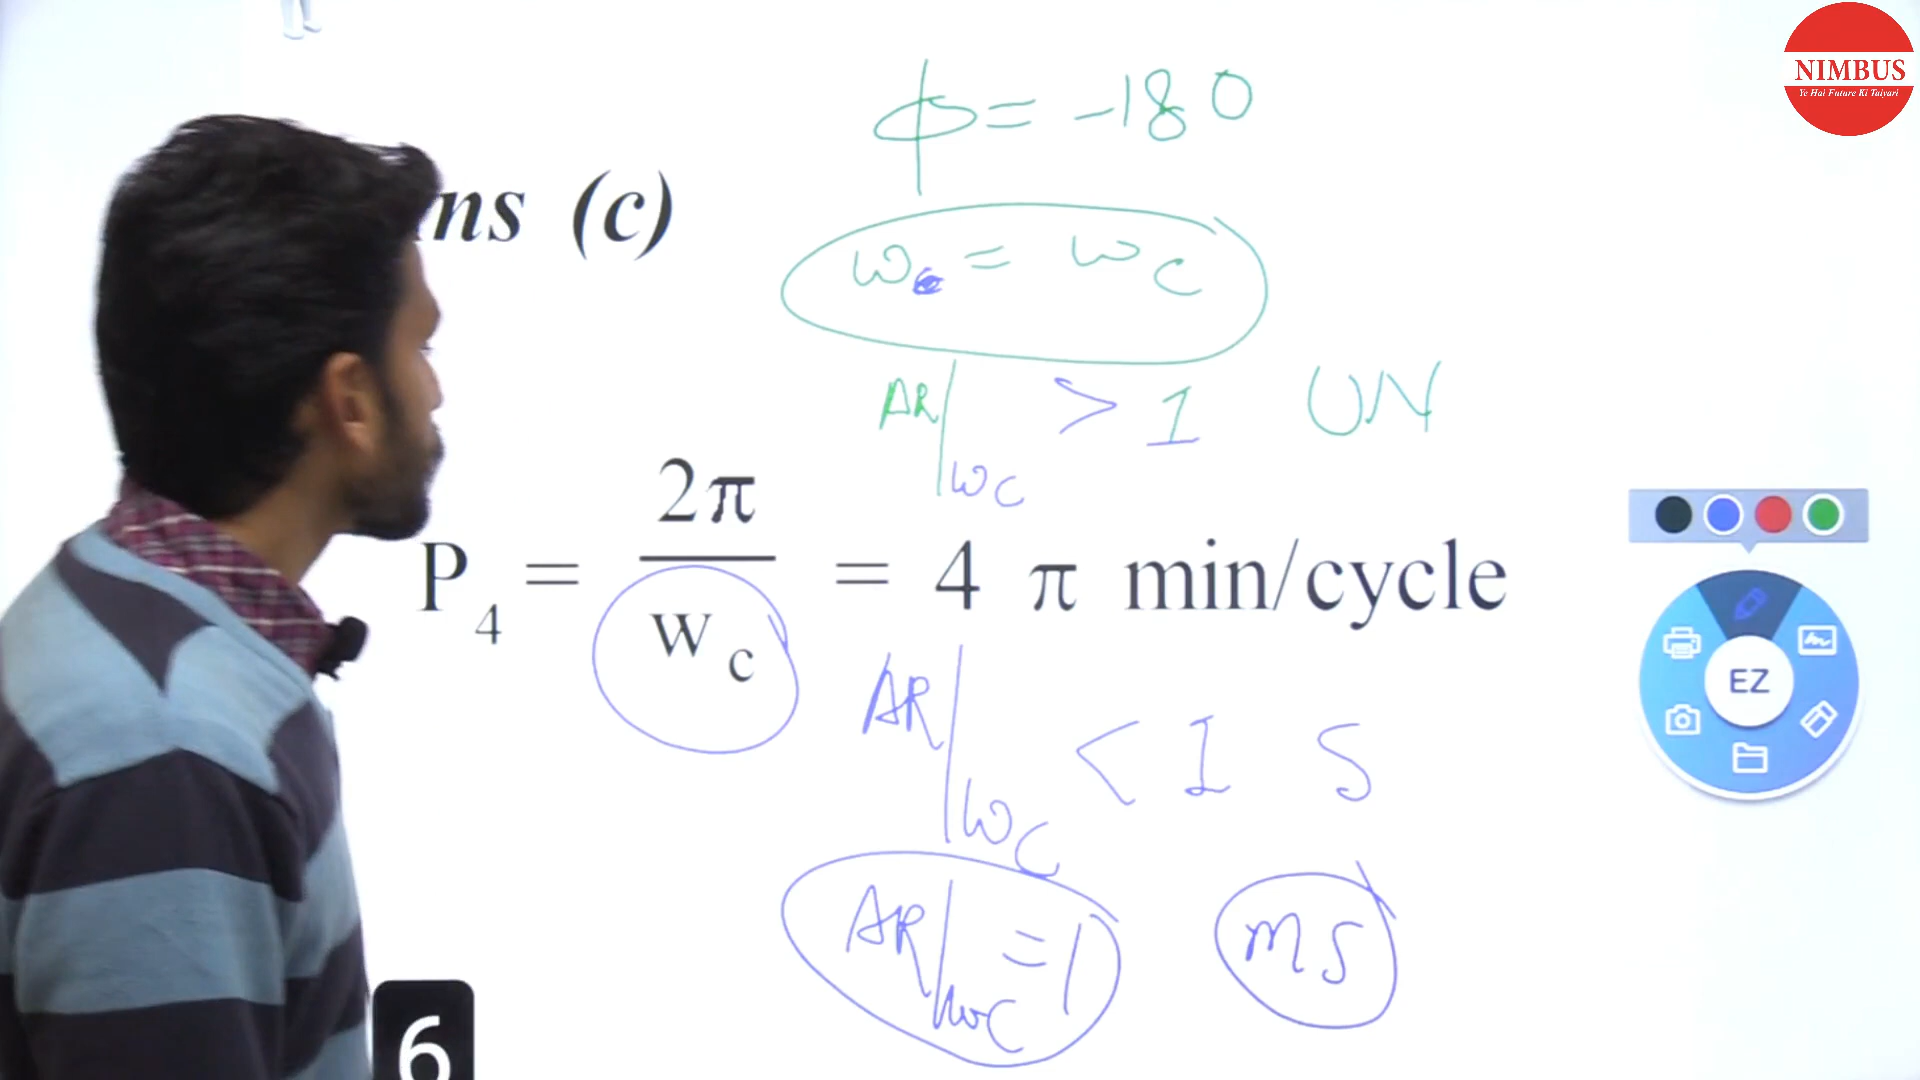 NIMBUS
Ye Hai Future Ki Taiyari
ϕ = -180
ns (c)
ω = ωc
AR|ωc > 1 UN
P₄ = 2π/w c = 4 π min/cycle
AR|ωc < 1 S
AR|ωc = 1 MS
EZ
6